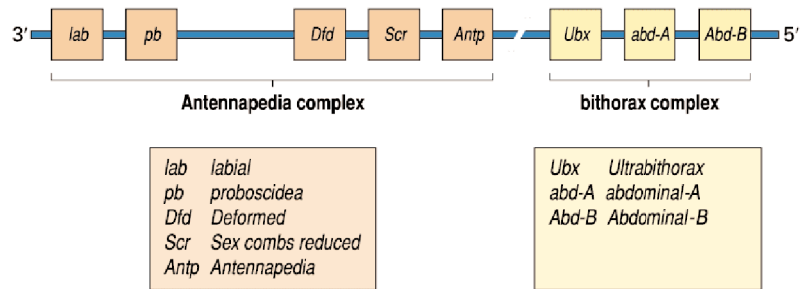 3′ lab pb Dfd Scr Antp Ubx abd-A Abd-B 5′
Antennapedia complex bithorax complex
lab labial
pb proboscidea
Dfd Deformed
Scr Sex combs reduced
Antp Antennapedia
Ubx Ultrabithorax
abd-A abdominal-A
Abd-B Abdominal-B